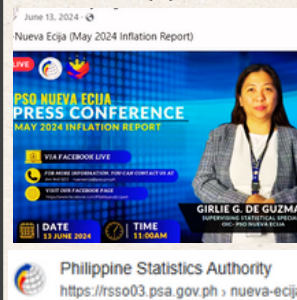 June 13, 2024 ·
Nueva Ecija (May 2024 Inflation Report)
LIVE
PSO NUEVA ECIJA
PRESS CONFERENCE
MAY 2024 INFLATION REPORT
VIA FACEBOOK LIVE
FOR MORE INFORMATION, YOU CAN CONTACT US AT
VISIT OUR FACEBOOK PAGE
DATE
13 JUNE 2024
TIME
11:00AM
GIRLIE G. DE GUZMA
SUPERVISING STATISTICAL SPECIA
OIC- PSO NUEVA ECIJA
Philippine Statistics Authority
https://rsso03.psa.gov.ph › nueva-ecija